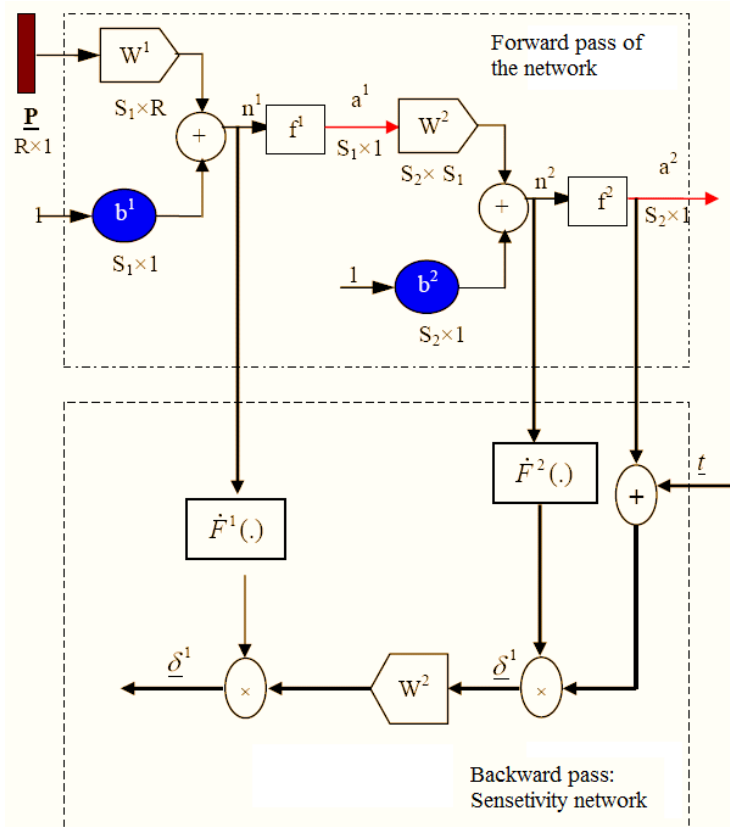 Forward pass of
the network
W¹
P
R×1
S₁×R
+
n¹
f¹
a¹
S₁×1
W²
S₂× S₁
1
b¹
S₁×1
+
n²
f²
a²
S₂×1
1
b²
S₂×1
Ḟ²(.)
t
+
Ḟ¹(.)
δ¹
×
W²
δ¹
×
Backward pass:
Sensetivity network